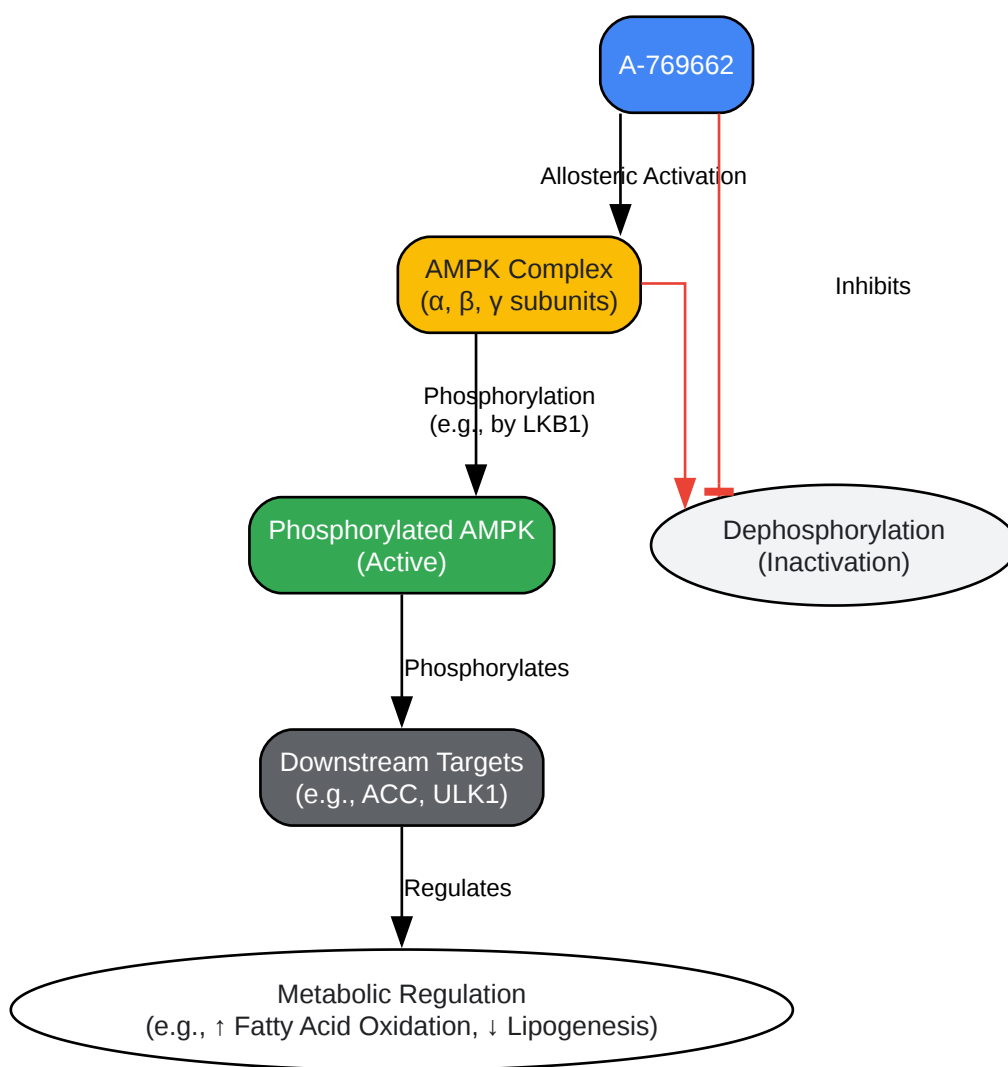 A-769662
Allosteric Activation
AMPK Complex
(α, β, γ subunits)
Inhibits
Phosphorylation
(e.g., by LKB1)
Phosphorylated AMPK
(Active)
Dephosphorylation
(Inactivation)
Phosphorylates
Downstream Targets
(e.g., ACC, ULK1)
Regulates
Metabolic Regulation
(e.g., ↑ Fatty Acid Oxidation, ↓ Lipogenesis)